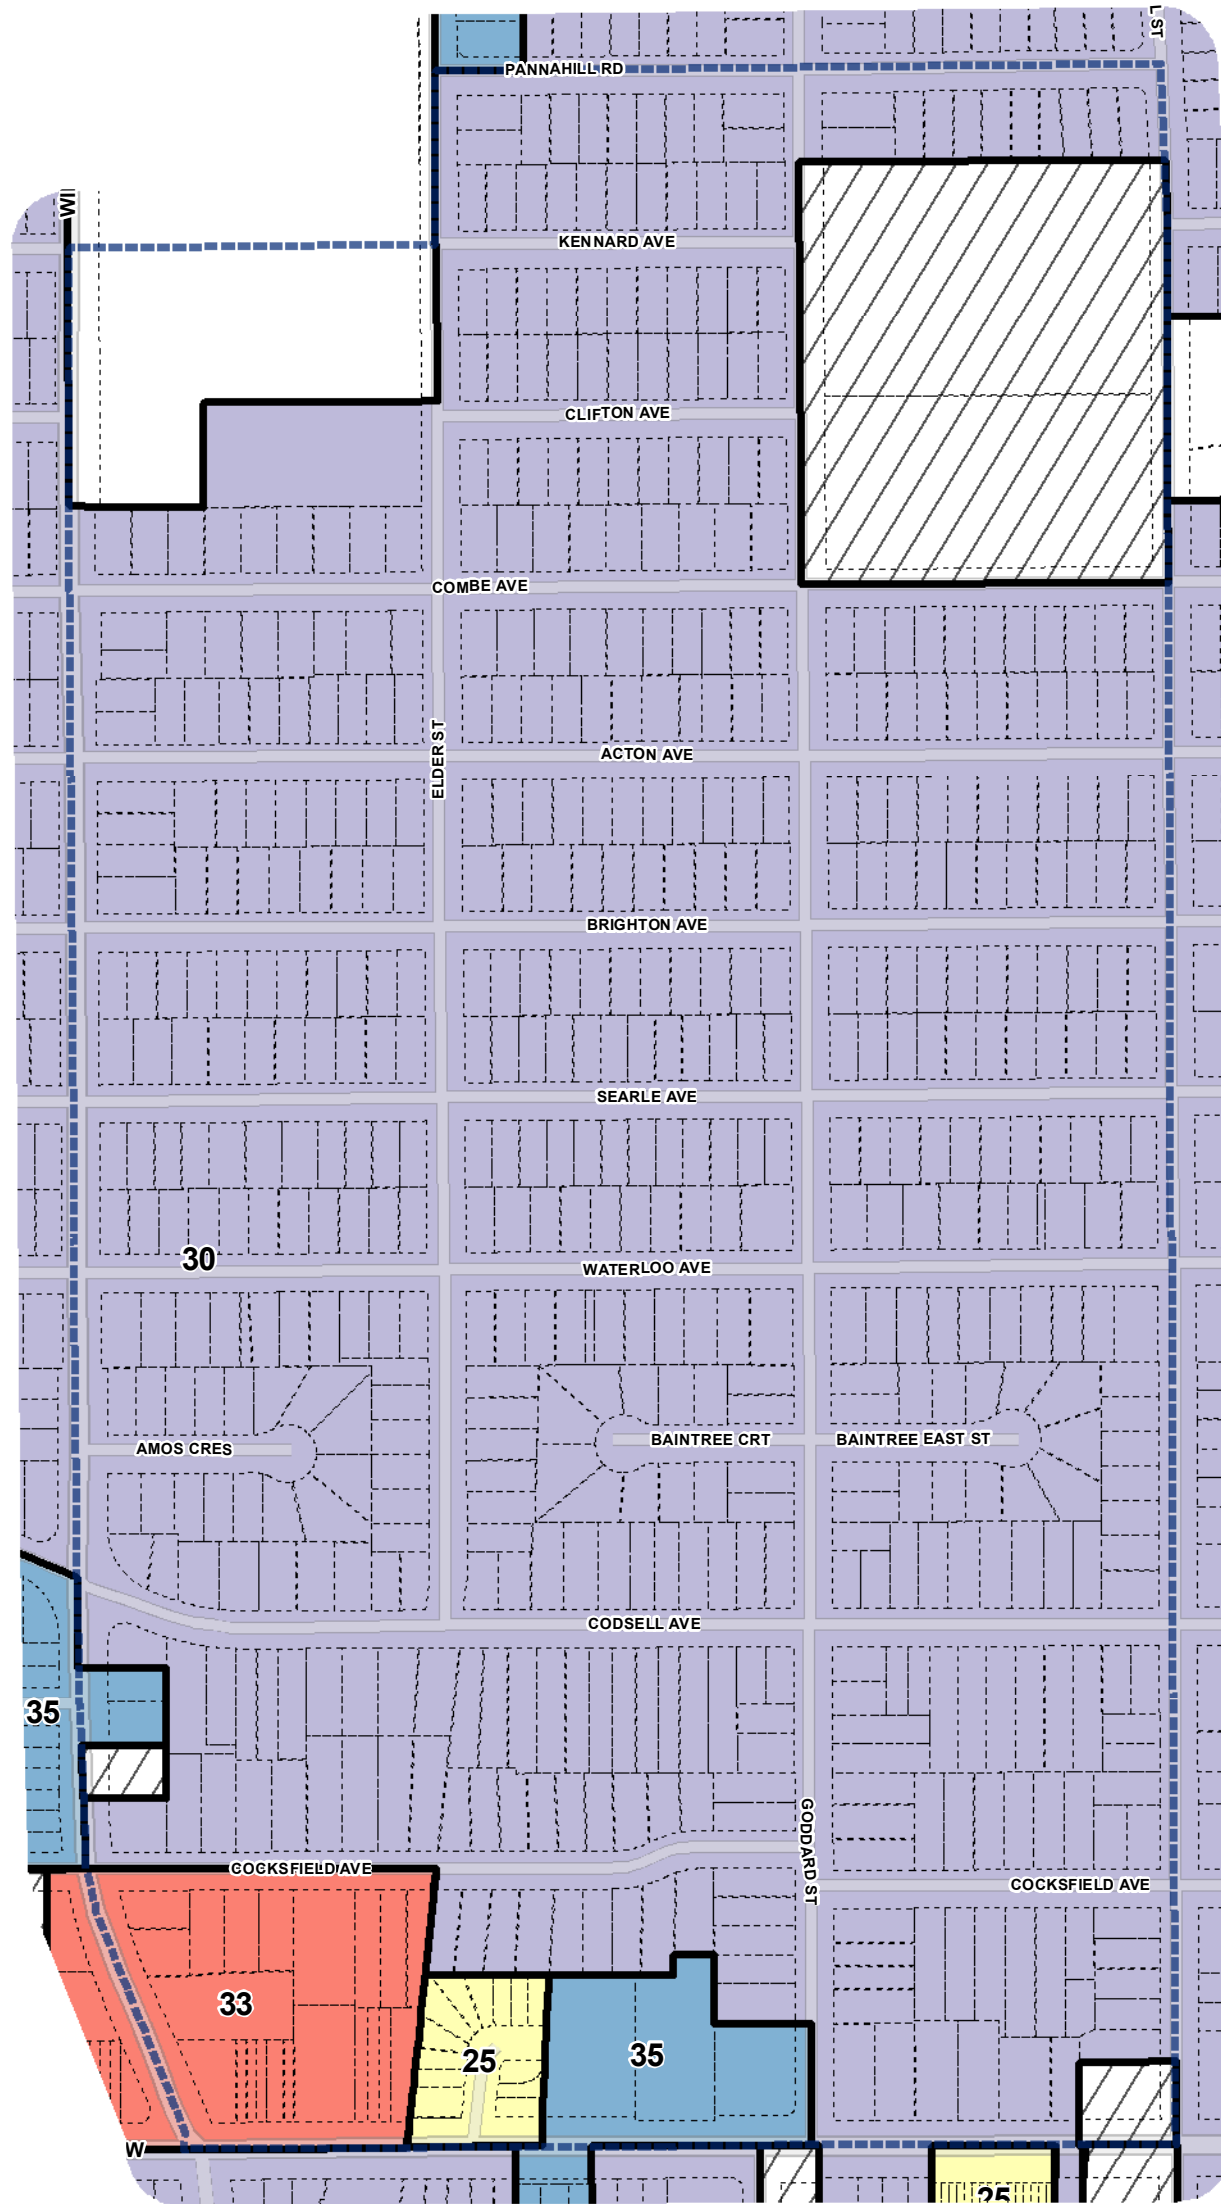 L ST
PANNAHILL RD
WI
KENNARD AVE
CLIFTON AVE
COMBE AVE
ELDER ST
ACTON AVE
BRIGHTON AVE
SEARLE AVE
30
WATERLOO AVE
AMOS CRES
BAINTREE CRT
BAINTREE EAST ST
CODSELL AVE
35
GODDARD ST
COCKSFIELD AVE
COCKSFIELD AVE
33
25
35
W
25